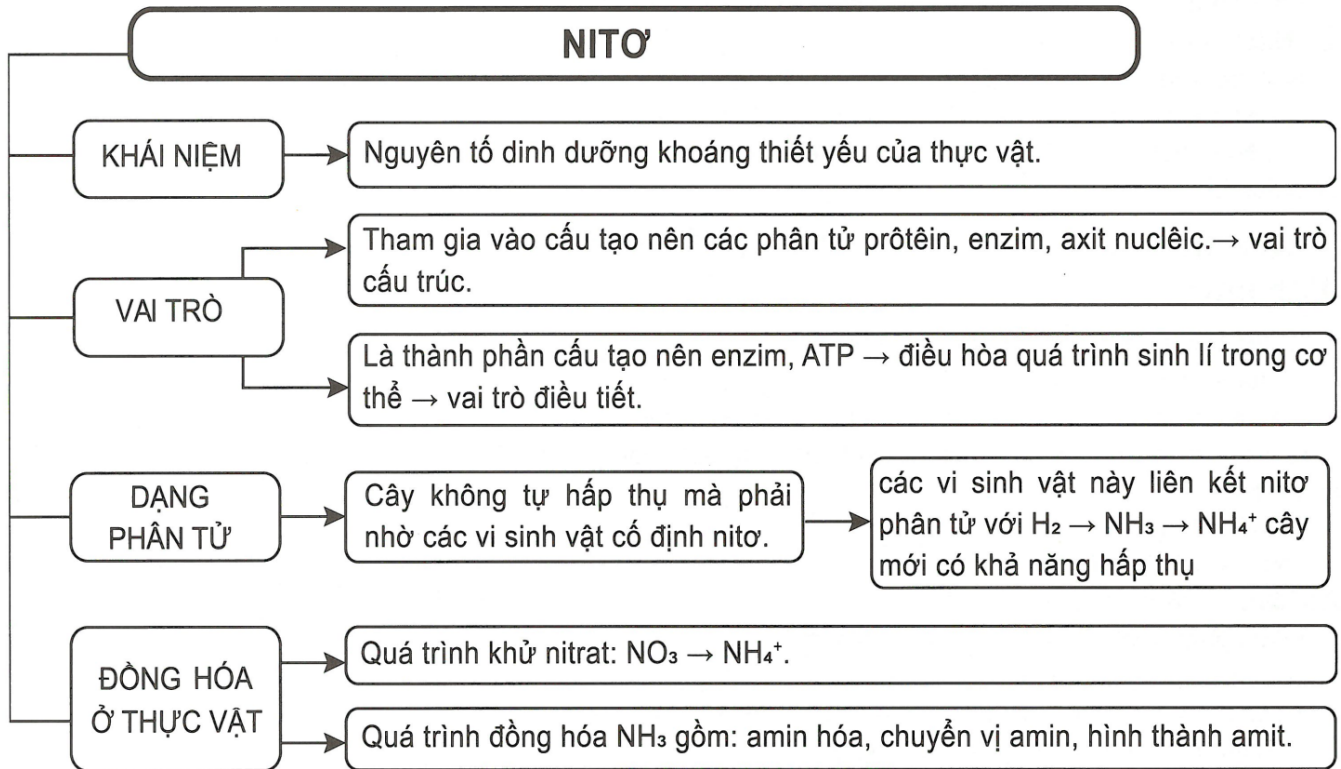 NITƠ
KHÁI NIỆM
Nguyên tố dinh dưỡng khoáng thiết yếu của thực vật.
VAI TRÒ
Tham gia vào cấu tạo nên các phân tử prôtêin, enzim, axit nuclêic.→ vai trò
cấu trúc.
Là thành phần cấu tạo nên enzim, ATP → điều hòa quá trình sinh lí trong cơ
thể → vai trò điều tiết.
DẠNG
PHÂN TỬ
Cây không tự hấp thụ mà phải
nhờ các vi sinh vật cố định nitơ.
các vi sinh vật này liên kết nitơ
phân tử với H₂ → NH₃ → NH₄⁺ cây
mới có khả năng hấp thụ
ĐỒNG HÓA
Ở THỰC VẬT
Quá trình khử nitrat: NO₃ → NH₄⁺.
Quá trình đồng hóa NH₃ gồm: amin hóa, chuyển vị amin, hình thành amit.